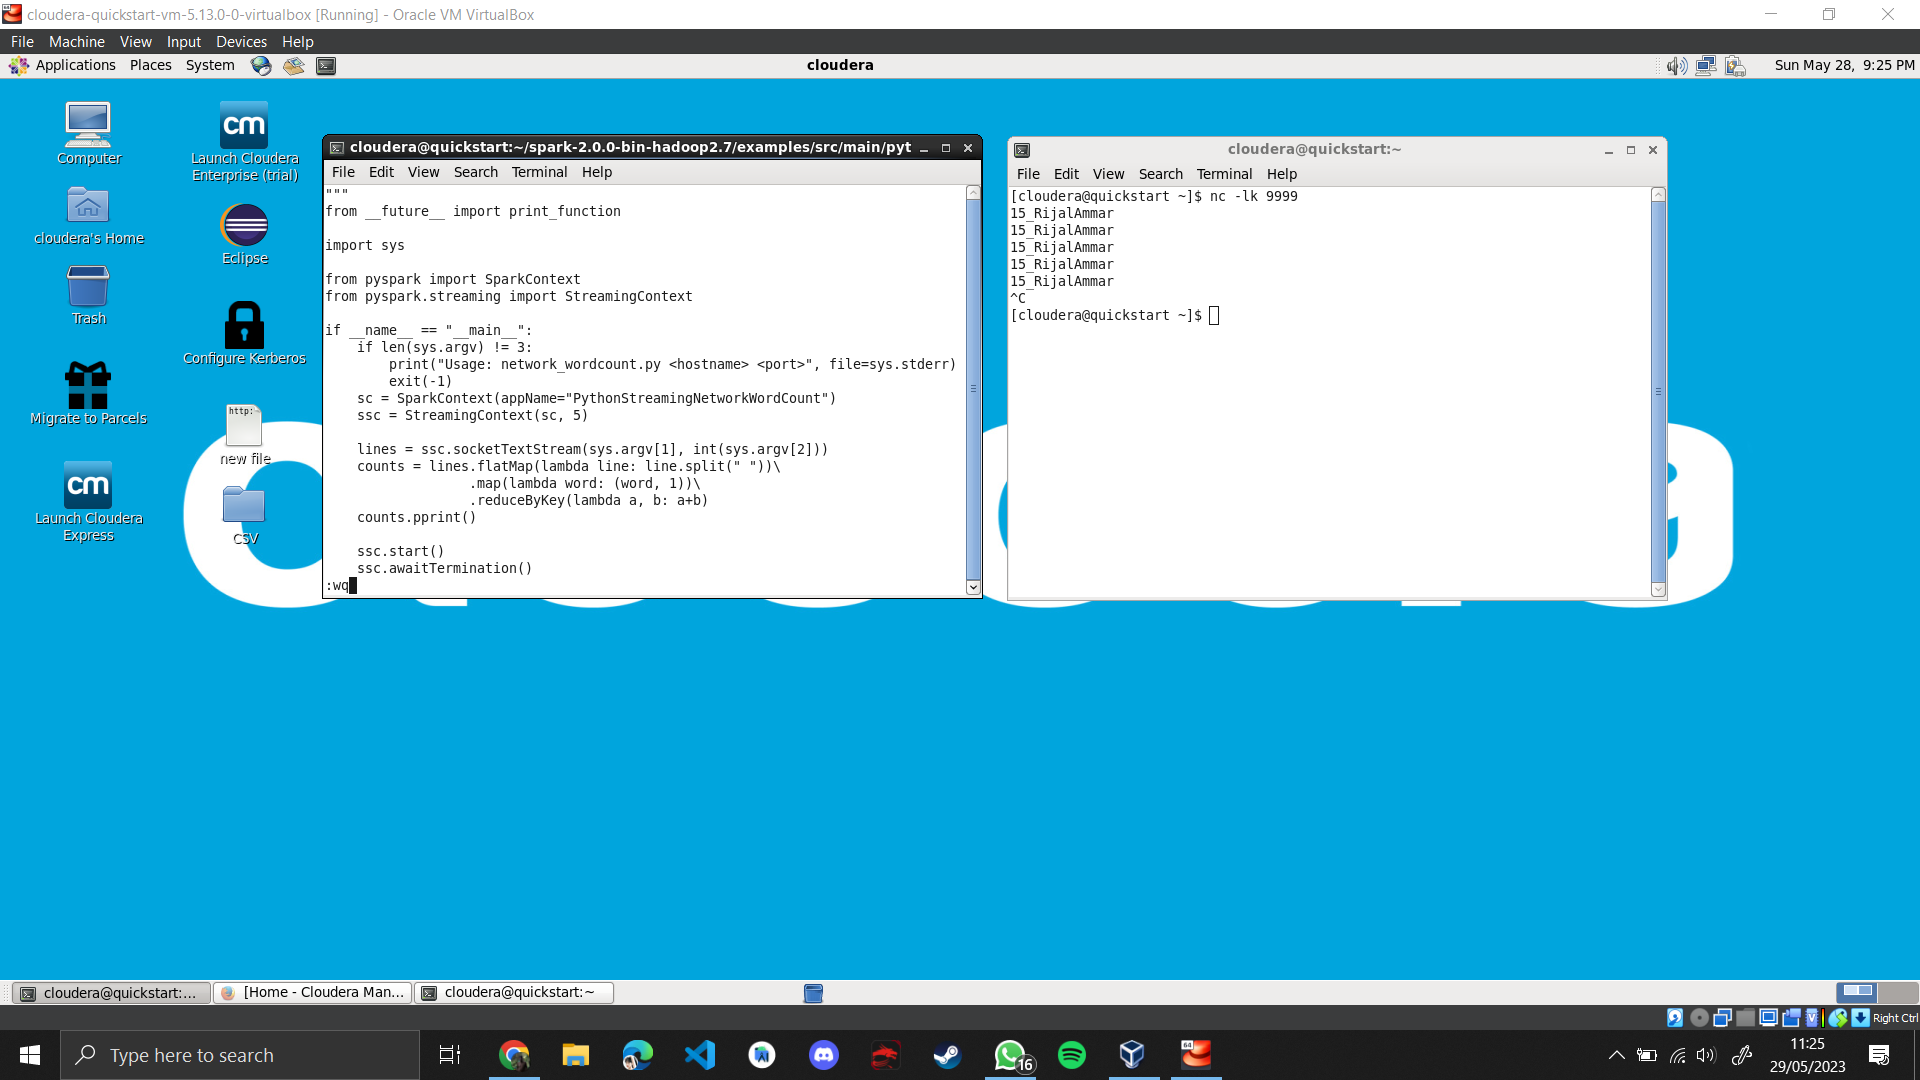 cloudera-quickstart-vm-5.13.0-0-virtualbox [Running] - Oracle VM VirtualBox
File Machine View Input Devices Help
Applications Places System
cloudera
Sun May 28, 9:25 PM
Computer
Launch Cloudera
Enterprise (trial)
cloudera's Home
Eclipse
Trash
Configure Kerberos
Migrate to Parcels
http:
new file
Launch Cloudera
Express
CSV
cm
cm
cloudera@quickstart:~/spark-2.0.0-bin-hadoop2.7/examples/src/main/pyt
File Edit View Search Terminal Help
"""
from __future__ import print_function
import sys
from pyspark import SparkContext
from pyspark.streaming import StreamingContext
if __name__ == "__main__":
    if len(sys.argv) != 3:
        print("Usage: network_wordcount.py <hostname> <port>", file=sys.stderr)
        exit(-1)
    sc = SparkContext(appName="PythonStreamingNetworkWordCount")
    ssc = StreamingContext(sc, 5)
    lines = ssc.socketTextStream(sys.argv[1], int(sys.argv[2]))
    counts = lines.flatMap(lambda line: line.split(" "))\
                  .map(lambda word: (word, 1))\
                  .reduceByKey(lambda a, b: a+b)
    counts.pprint()
    ssc.start()
    ssc.awaitTermination()
:wq
cloudera@quickstart:~
File Edit View Search Terminal Help
[cloudera@quickstart ~]$ nc -lk 9999
15_RijalAmmar
15_RijalAmmar
15_RijalAmmar
15_RijalAmmar
15_RijalAmmar
^C
[cloudera@quickstart ~]$
cloudera@quickstart:...
[Home - Cloudera Man...
cloudera@quickstart:~
Right Ctrl
Type here to search
16
64
11:25
29/05/2023